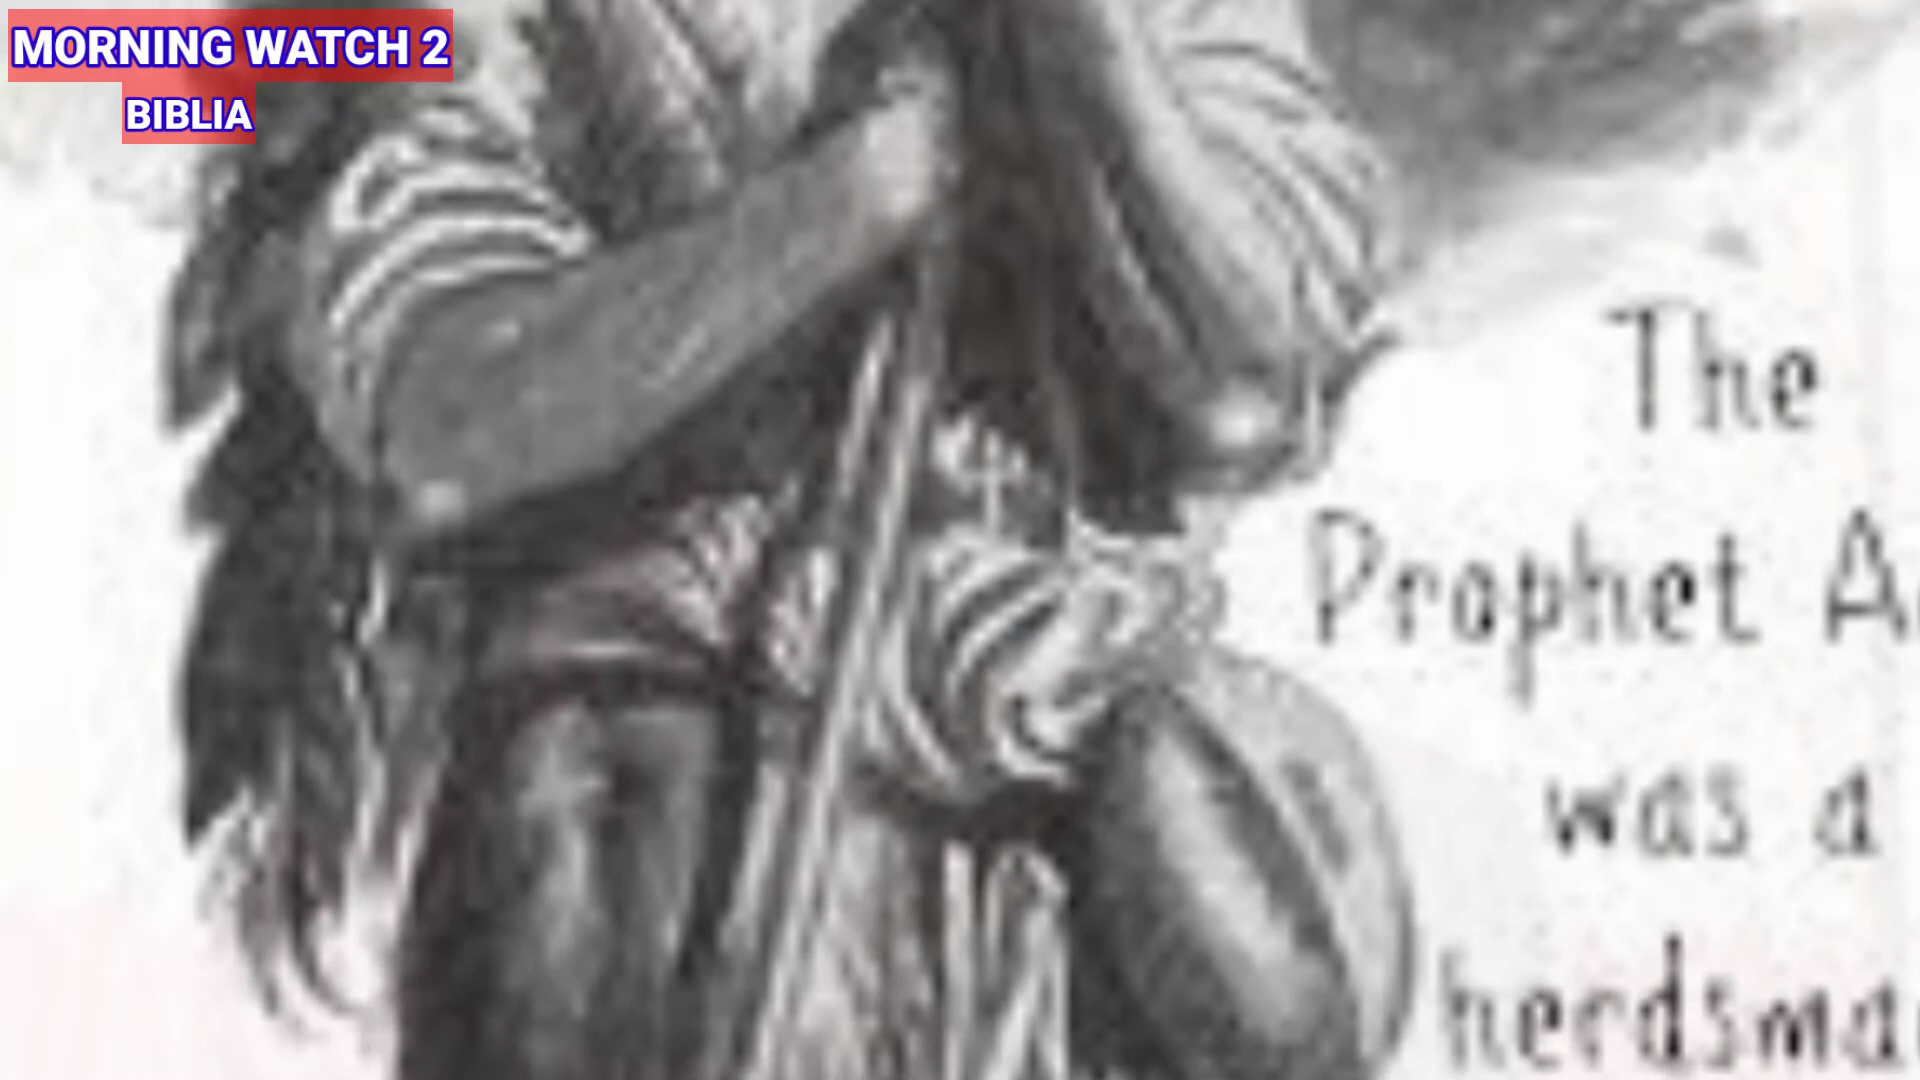 MORNING WATCH 2
BIBLIA
The
Prophet
was a